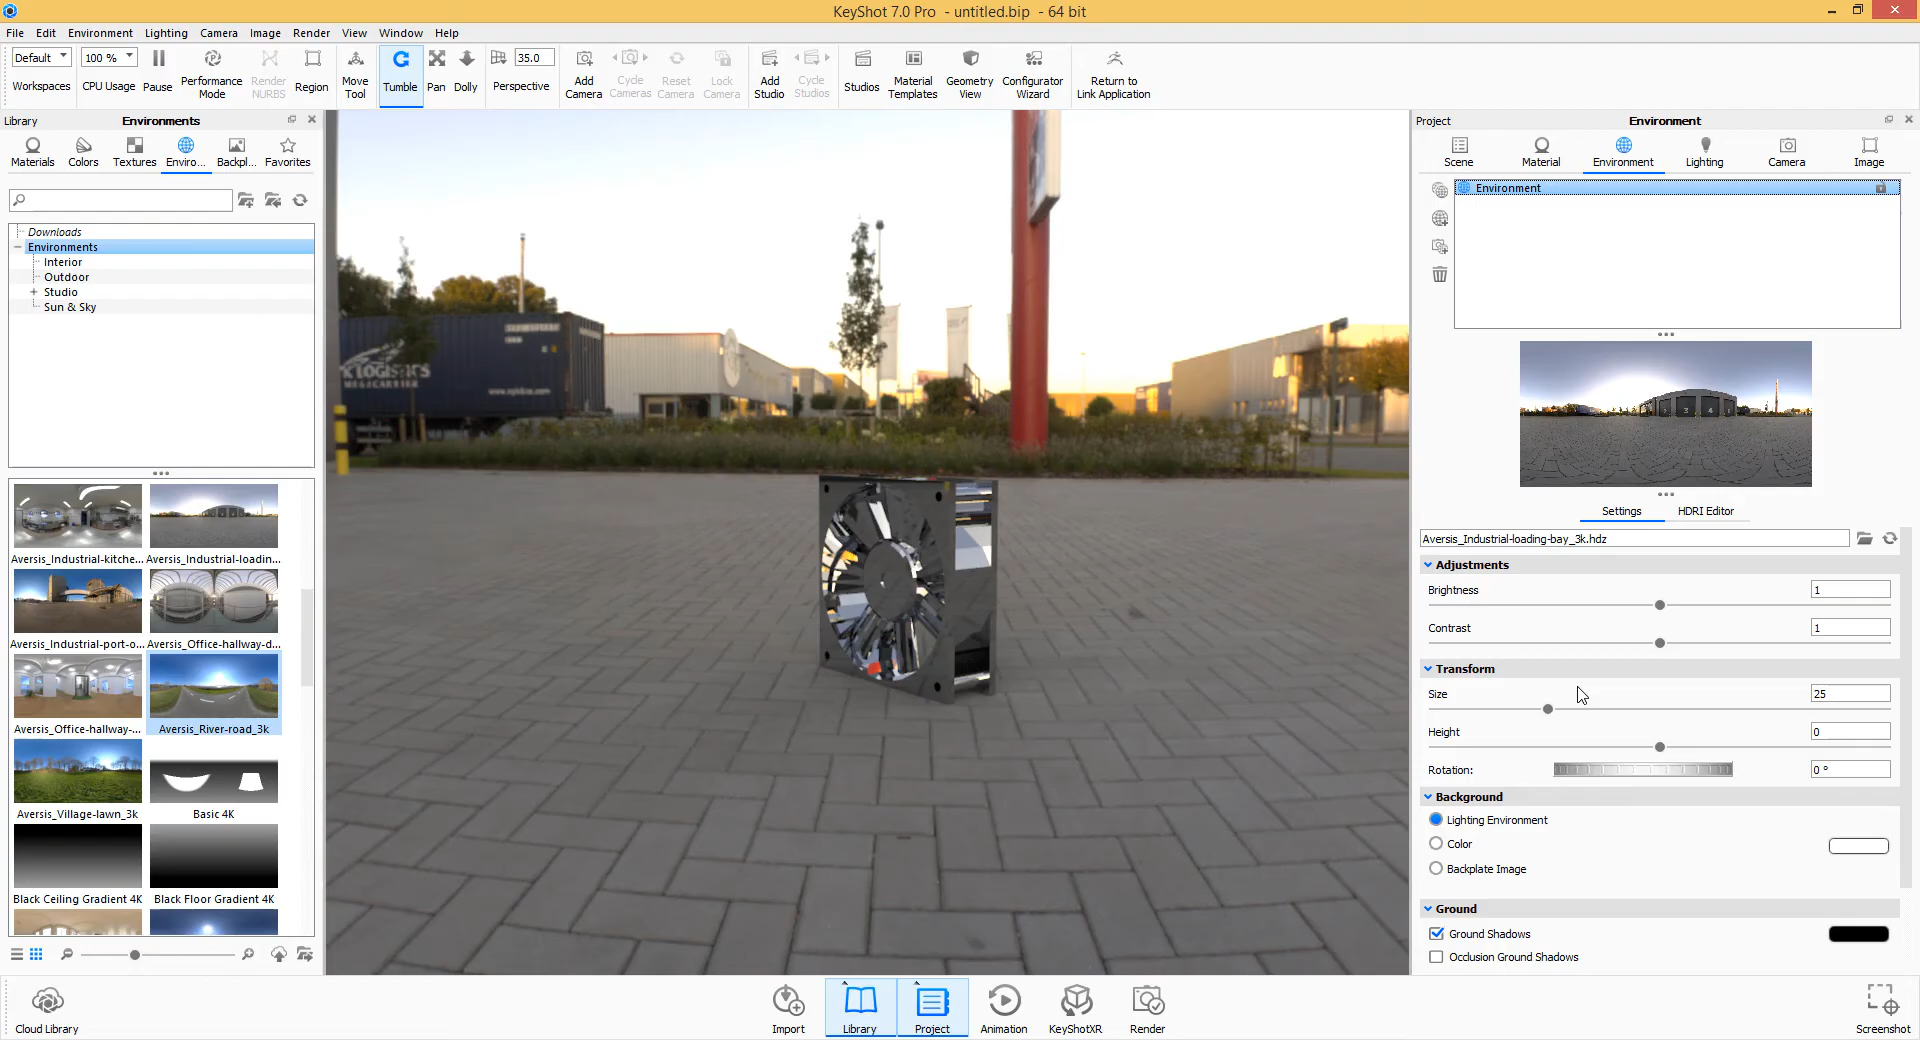 KeyShot 7.0 Pro - untitled.bip - 64 bit
File Edit Environment Lighting Camera Image Render View Window Help
Default 100 % 35.0
Workspaces CPU Usage Pause Performance Mode Render NURBS Region Move Tool Tumble Pan Dolly Perspective Add Camera Cycle Cameras Reset Camera Lock Camera Add Studio Cycle Studios Studios Material Templates Geometry View Configurator Wizard Return to Link Application
Library Environments
Materials Colors Textures Enviro... Backpl... Favorites
Downloads
Environments
Interior
Outdoor
Studio
Sun & Sky
Aversis_Industrial-kitche... Aversis_Industrial-loadin...
Aversis_Industrial-port-o... Aversis_Office-hallway-d...
Aversis_Office-hallway-... Aversis_River-road_3k
Aversis_Village-lawn_3k Basic 4K
Black Ceiling Gradient 4K Black Floor Gradient 4K
K LOGISTICS
MEGACARRIER
Project Environment
Scene Material Environment Lighting Camera Image
Environment
3 4
Settings HDRI Editor
Aversis_Industrial-loading-bay_3k.hdz
Adjustments
Brightness 1
Contrast 1
Transform
Size 25
Height 0
Rotation: 0 °
Background
Lighting Environment
Color
Backplate Image
Ground
Ground Shadows
Occlusion Ground Shadows
Cloud Library Import Library Project Animation KeyShotXR Render Screenshot